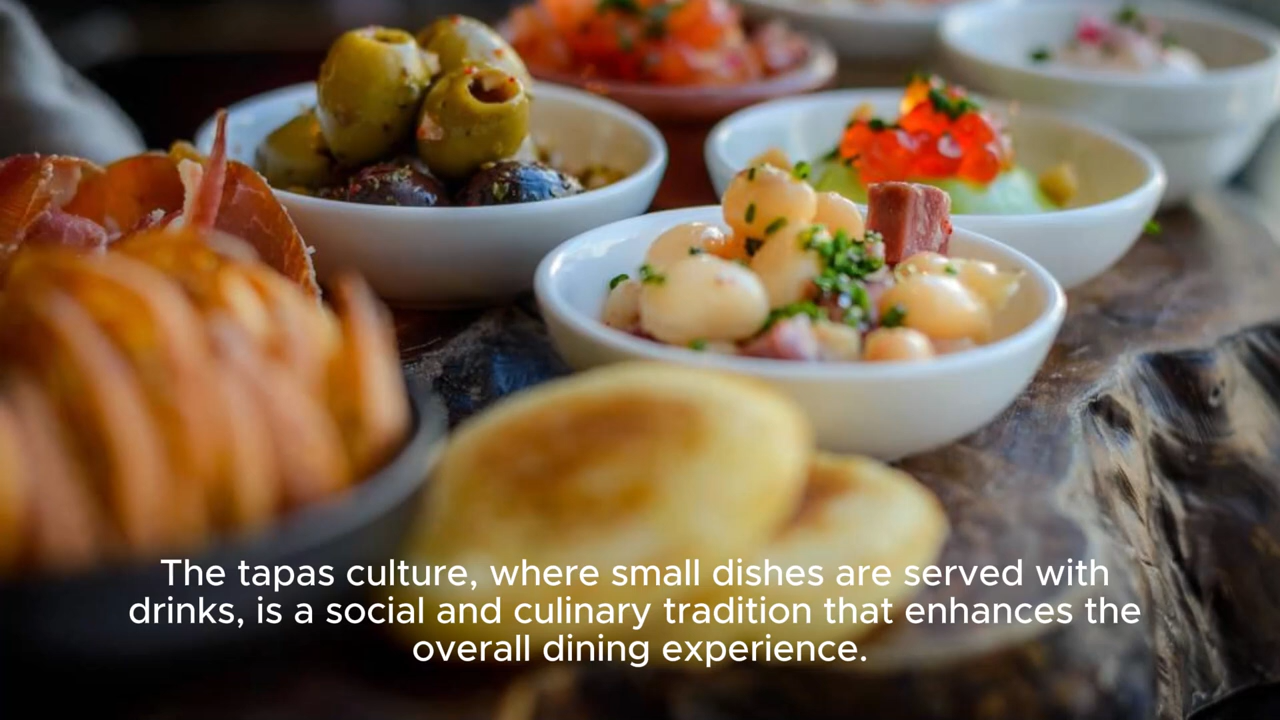 The tapas culture, where small dishes are served with
drinks, is a social and culinary tradition that enhances the
overall dining experience.